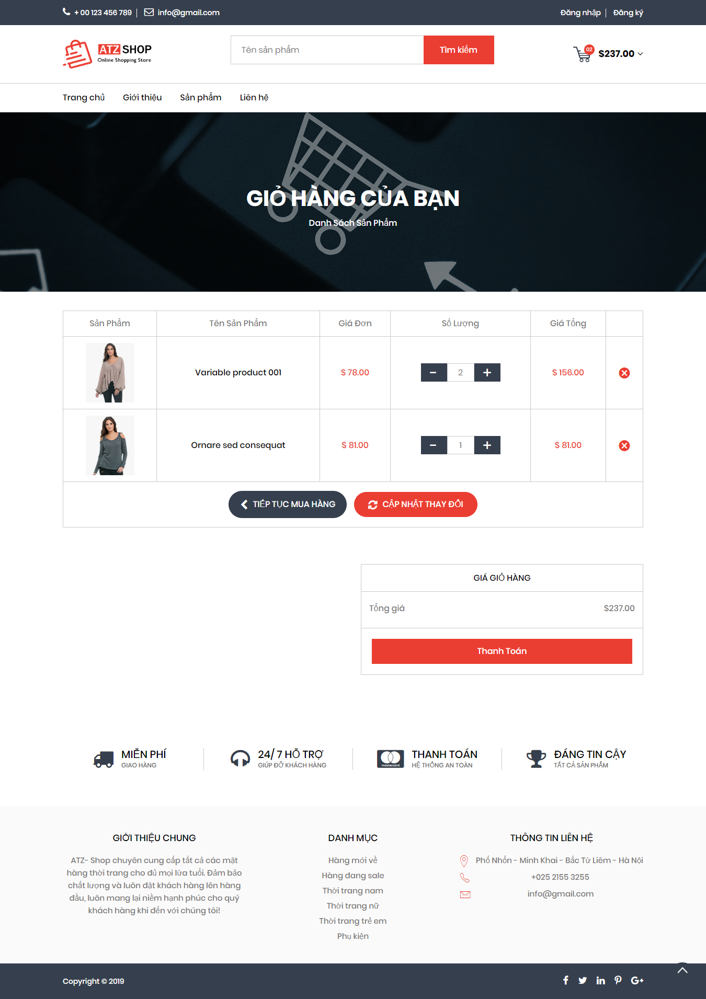 + 00 123 456 789
info@gmail.com
Đăng nhập
Đăng ký
ATZ SHOP
Online Shopping Store
Tên sản phẩm
Tìm kiếm
02
$237.00
Trang chủ
Giới thiệu
Sản phẩm
Liên hệ
GIỎ HÀNG CỦA BẠN
Danh Sách Sản Phẩm
Sản Phẩm
Tên Sản Phẩm
Giá Đơn
Số Lượng
Giá Tổng
Variable product 001
$ 78.00
2
$ 156.00
Ornare sed consequat
$ 81.00
1
$ 81.00
TIẾP TỤC MUA HÀNG
CẬP NHẬT THAY ĐỔI
GIÁ GIỎ HÀNG
Tổng giá
$237.00
Thanh Toán
MIỄN PHÍ
GIAO HÀNG
24/ 7 HỖ TRỢ
GIÚP ĐỠ KHÁCH HÀNG
mastercard
THANH TOÁN
HỆ THỐNG AN TOÀN
ĐÁNG TIN CẬY
TẤT CẢ SẢN PHẨM
GIỚI THIỆU CHUNG
ATZ- Shop chuyên cung cấp tất cả các mặt
hàng thời trang cho đủ mọi lứa tuổi. Đảm bảo
chất lượng và luôn đặt khách hàng lên hàng
đầu, luôn mang lại niềm hạnh phúc cho quý
khách hàng khi đến với chúng tôi!
DANH MỤC
Hàng mới về
Hàng đang sale
Thời trang nam
Thời trang nữ
Thời trang trẻ em
Phụ kiện
THÔNG TIN LIÊN HỆ
Phố Nhổn - Minh Khai - Bắc Từ Liêm - Hà Nội
+025 2155 3255
info@gmail.com
Copyright © 2019